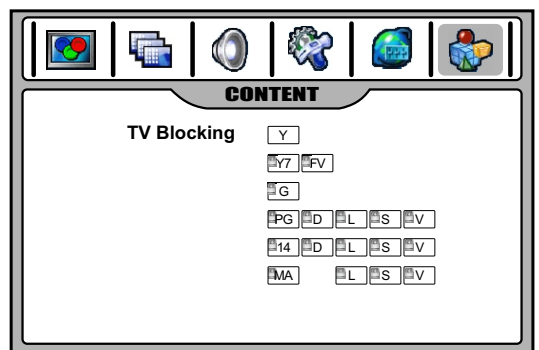 CONTENT
TV Blocking Y
Y7 FV
G
PG D L S V
14 D L S V
MA L S V